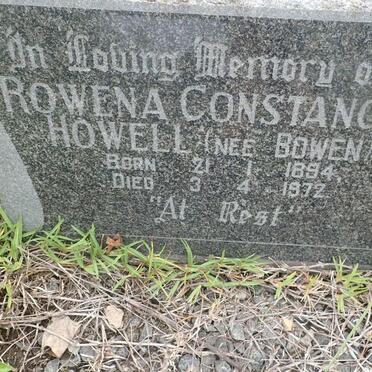 In Loving Memory o
ROWENA CONSTANC
HOWELL (NEE BOWEN
BORN 21 1 1894
DIED 3 4 1972
"At Rest"